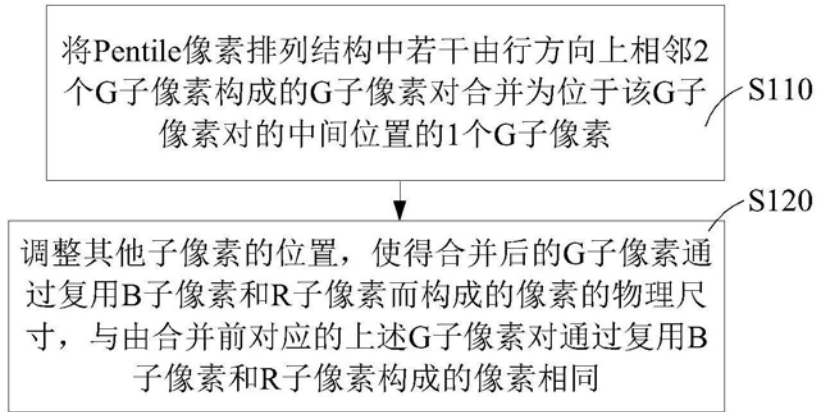 将Pentile像素排列结构中若干由行方向上相邻2
个G子像素构成的G子像素对合并为位于该G子
像素对的中间位置的1个G子像素
S110
S120
调整其他子像素的位置，使得合并后的G子像素通
过复用B子像素和R子像素而构成的像素的物理尺
寸，与由合并前对应的上述G子像素对通过复用B
子像素和R子像素构成的像素相同